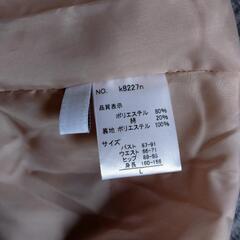 NO. k8227n
品質表示
ポリエステル 80%
綿 20%
裏地 ポリエステル 100%
サイズ
バスト 87-91
ウエスト 66-71
ヒップ 88-95
身長 160-166
L